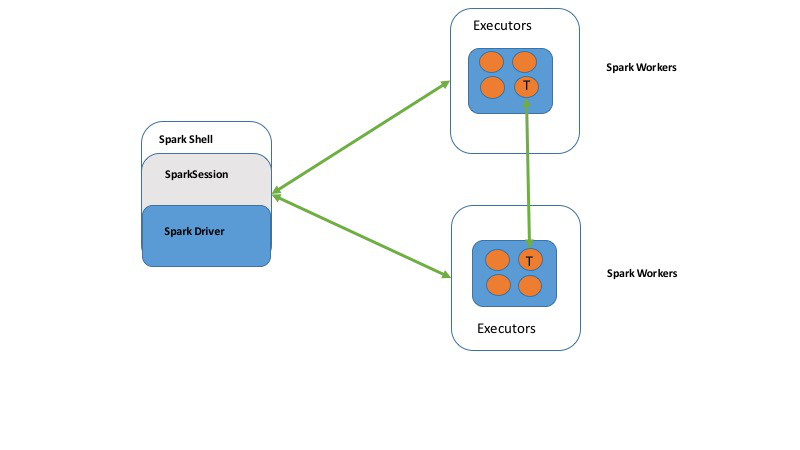 Executors
T
Spark Workers
Spark Shell
SparkSession
Spark Driver
T
Spark Workers
Executors